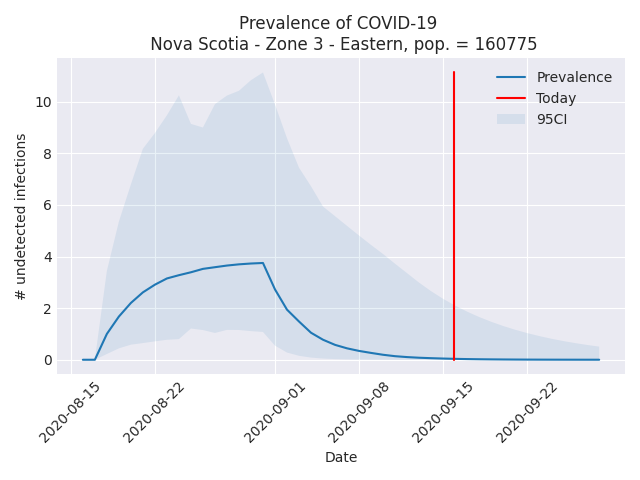 Prevalence of COVID-19
Nova Scotia - Zone 3 - Eastern, pop. = 160775
Prevalence
Today
95CI
10
8
6
4
2
0
# undetected infections
2020-08-15
2020-08-22
2020-09-01
2020-09-08
2020-09-15
2020-09-22
Date